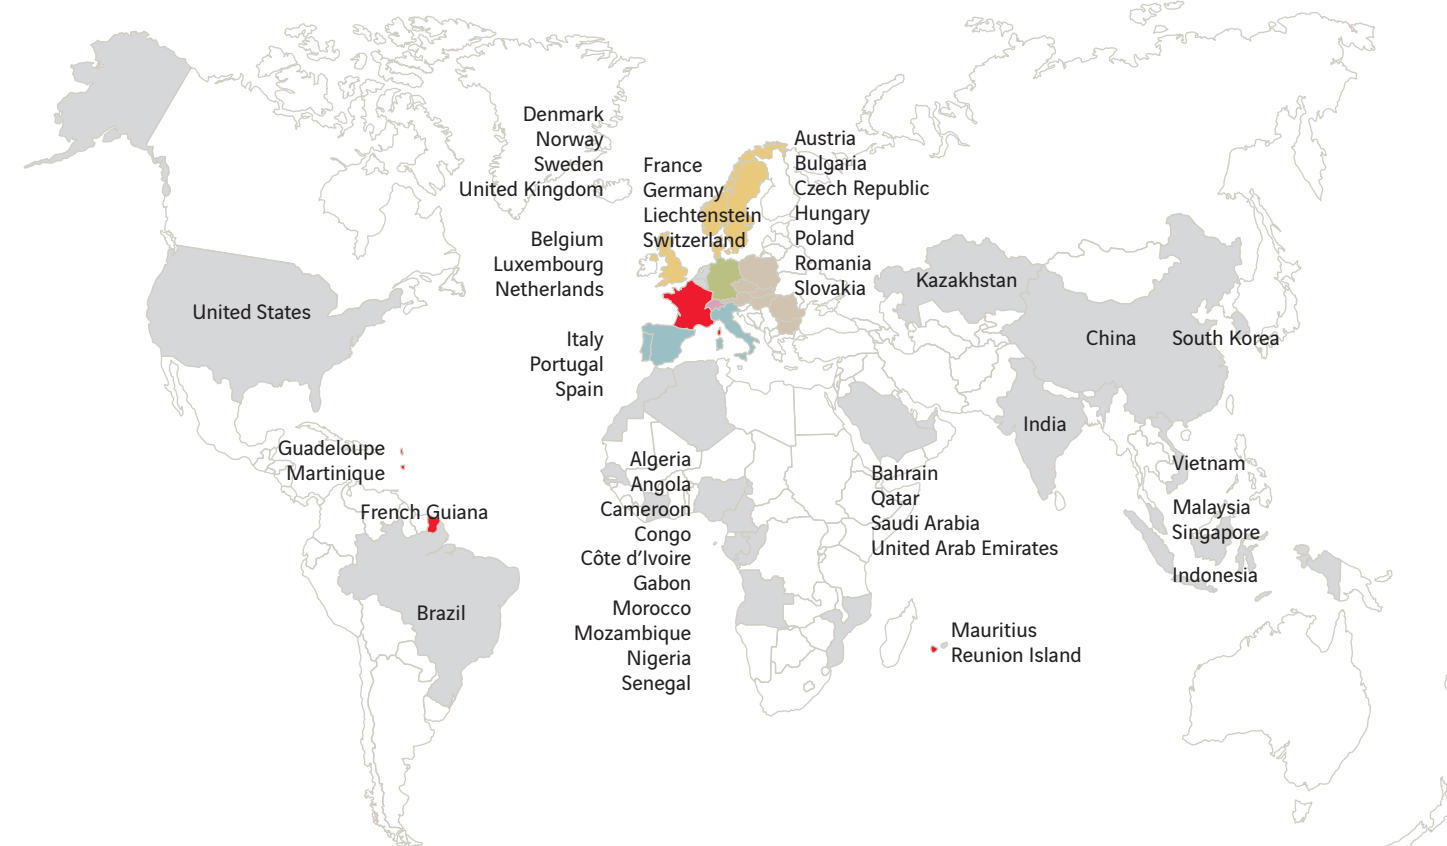 Denmark
Norway
Sweden
United Kingdom
Belgium
Luxembourg
Netherlands
Italy
Portugal
Spain
France
Germany
Liechtenstein
Switzerland
Austria
Bulgaria
Czech Republic
Hungary
Poland
Romania
Slovakia
Kazakhstan
United States
China
South Korea
India
Guadeloupe
Martinique
French Guiana
Brazil
Algeria
Angola
Cameroon
Congo
Côte d’Ivoire
Gabon
Morocco
Mozambique
Nigeria
Senegal
Bahrain
Qatar
Saudi Arabia
United Arab Emirates
Vietnam
Malaysia
Singapore
Indonesia
Mauritius
Reunion Island